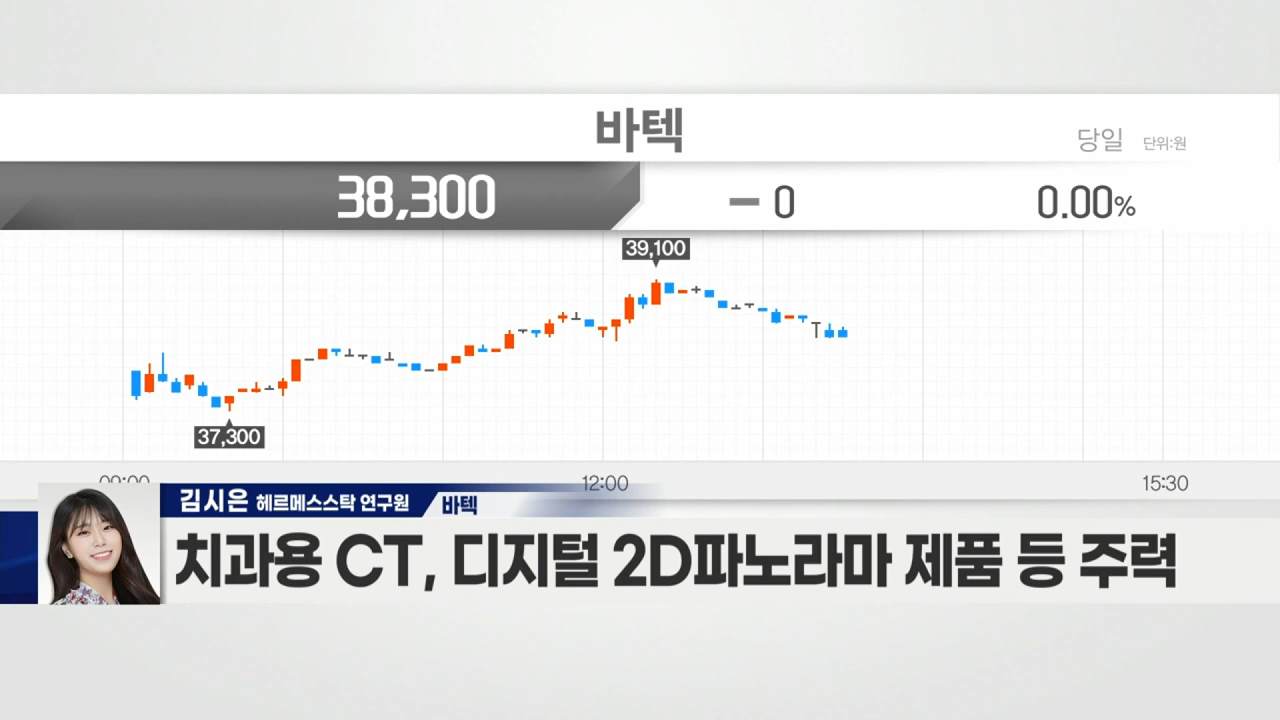 바텍
당일 단위:원
38,300 0 0.00%
39,100
37,300
09:00 12:00 15:30
김시은 헤르메스스탁 연구원 바텍
치과용 CT, 디지털 2D파노라마 제품 등 주력